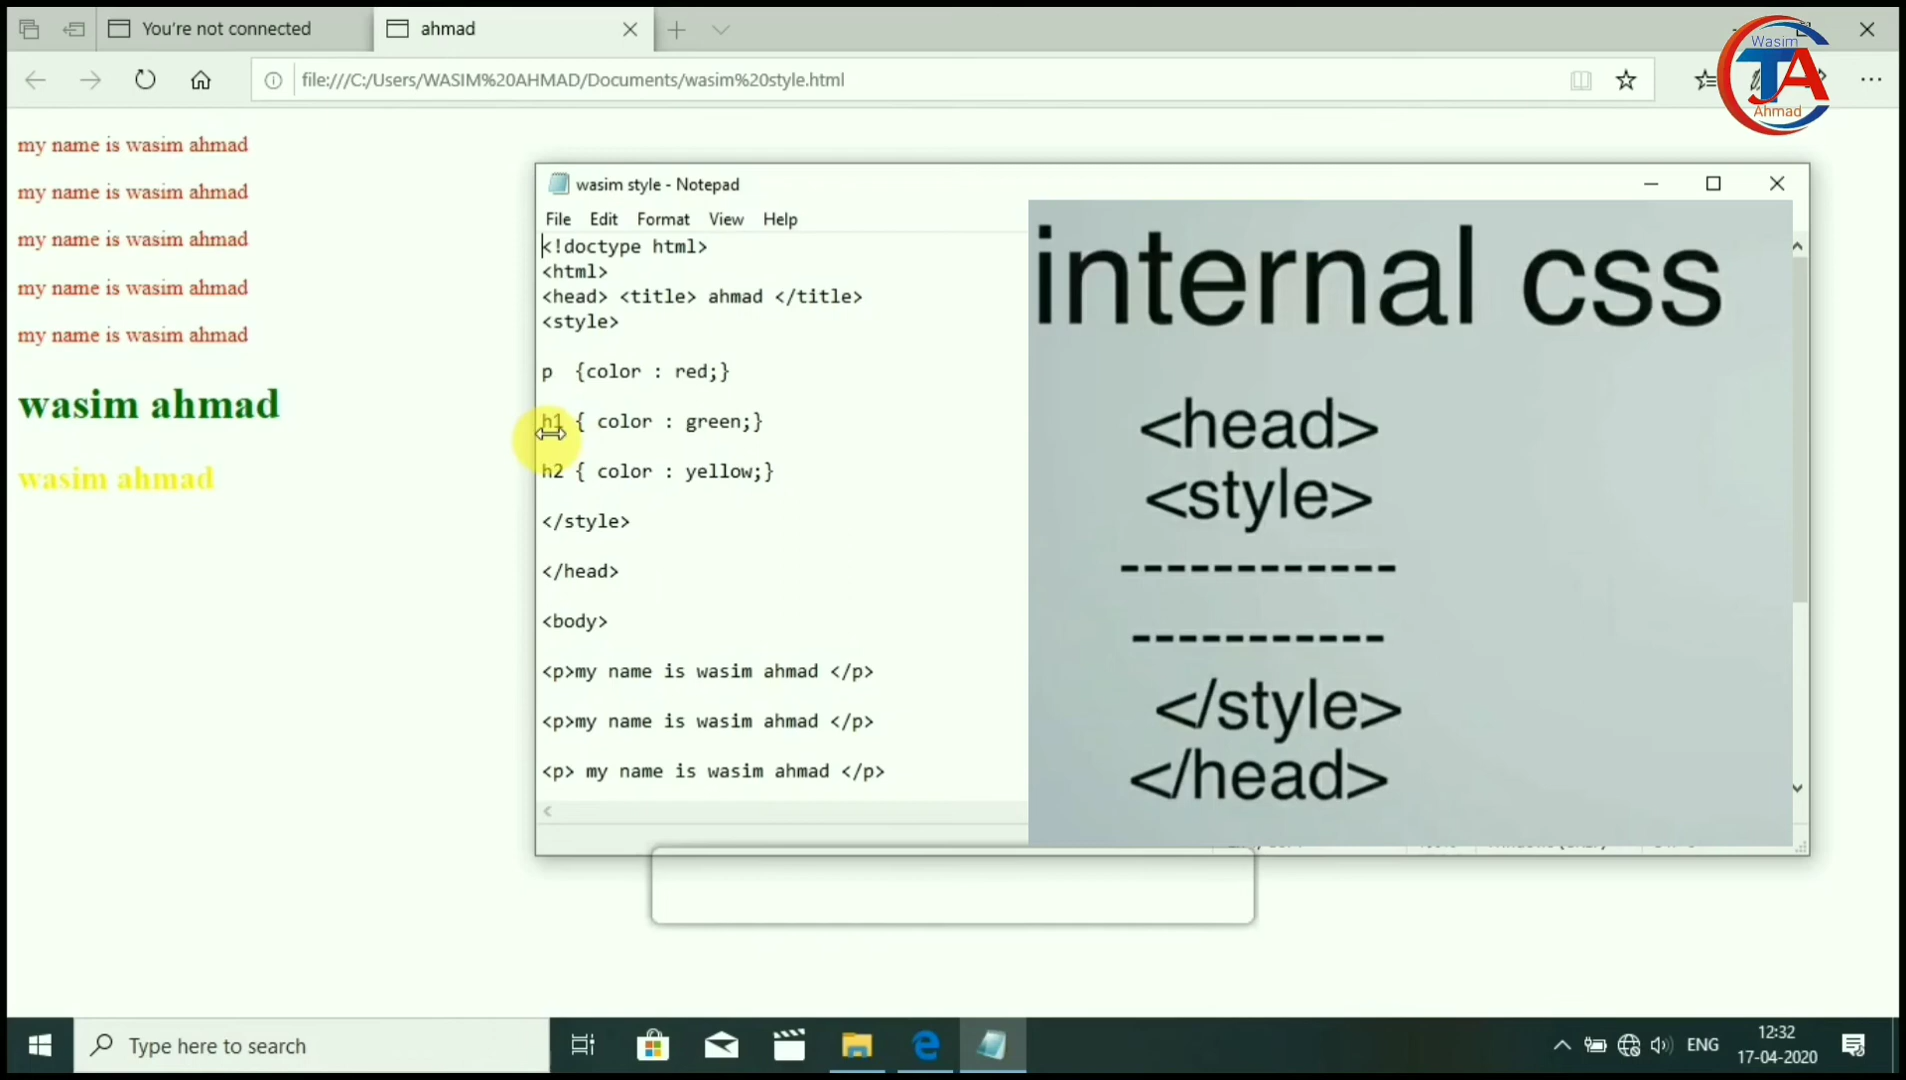 You're not connected
ahmad
Wasim
TA
Ahmad
file:///C:/Users/WASIM%20AHMAD/Documents/wasim%20style.html
my name is wasim ahmad
my name is wasim ahmad
my name is wasim ahmad
my name is wasim ahmad
my name is wasim ahmad
wasim ahmad
wasim ahmad
wasim style - Notepad
File Edit Format View Help
<!doctype html>
<html>
<head> <title> ahmad </title>
<style>
p {color : red;}
h1 { color : green;}
h2 { color : yellow;}
</style>
</head>
<body>
<p>my name is wasim ahmad </p>
<p>my name is wasim ahmad </p>
<p> my name is wasim ahmad </p>
internal css
<head>
<style>
------------
-----------
</style>
</head>
Type here to search
ENG
12:32
17-04-2020